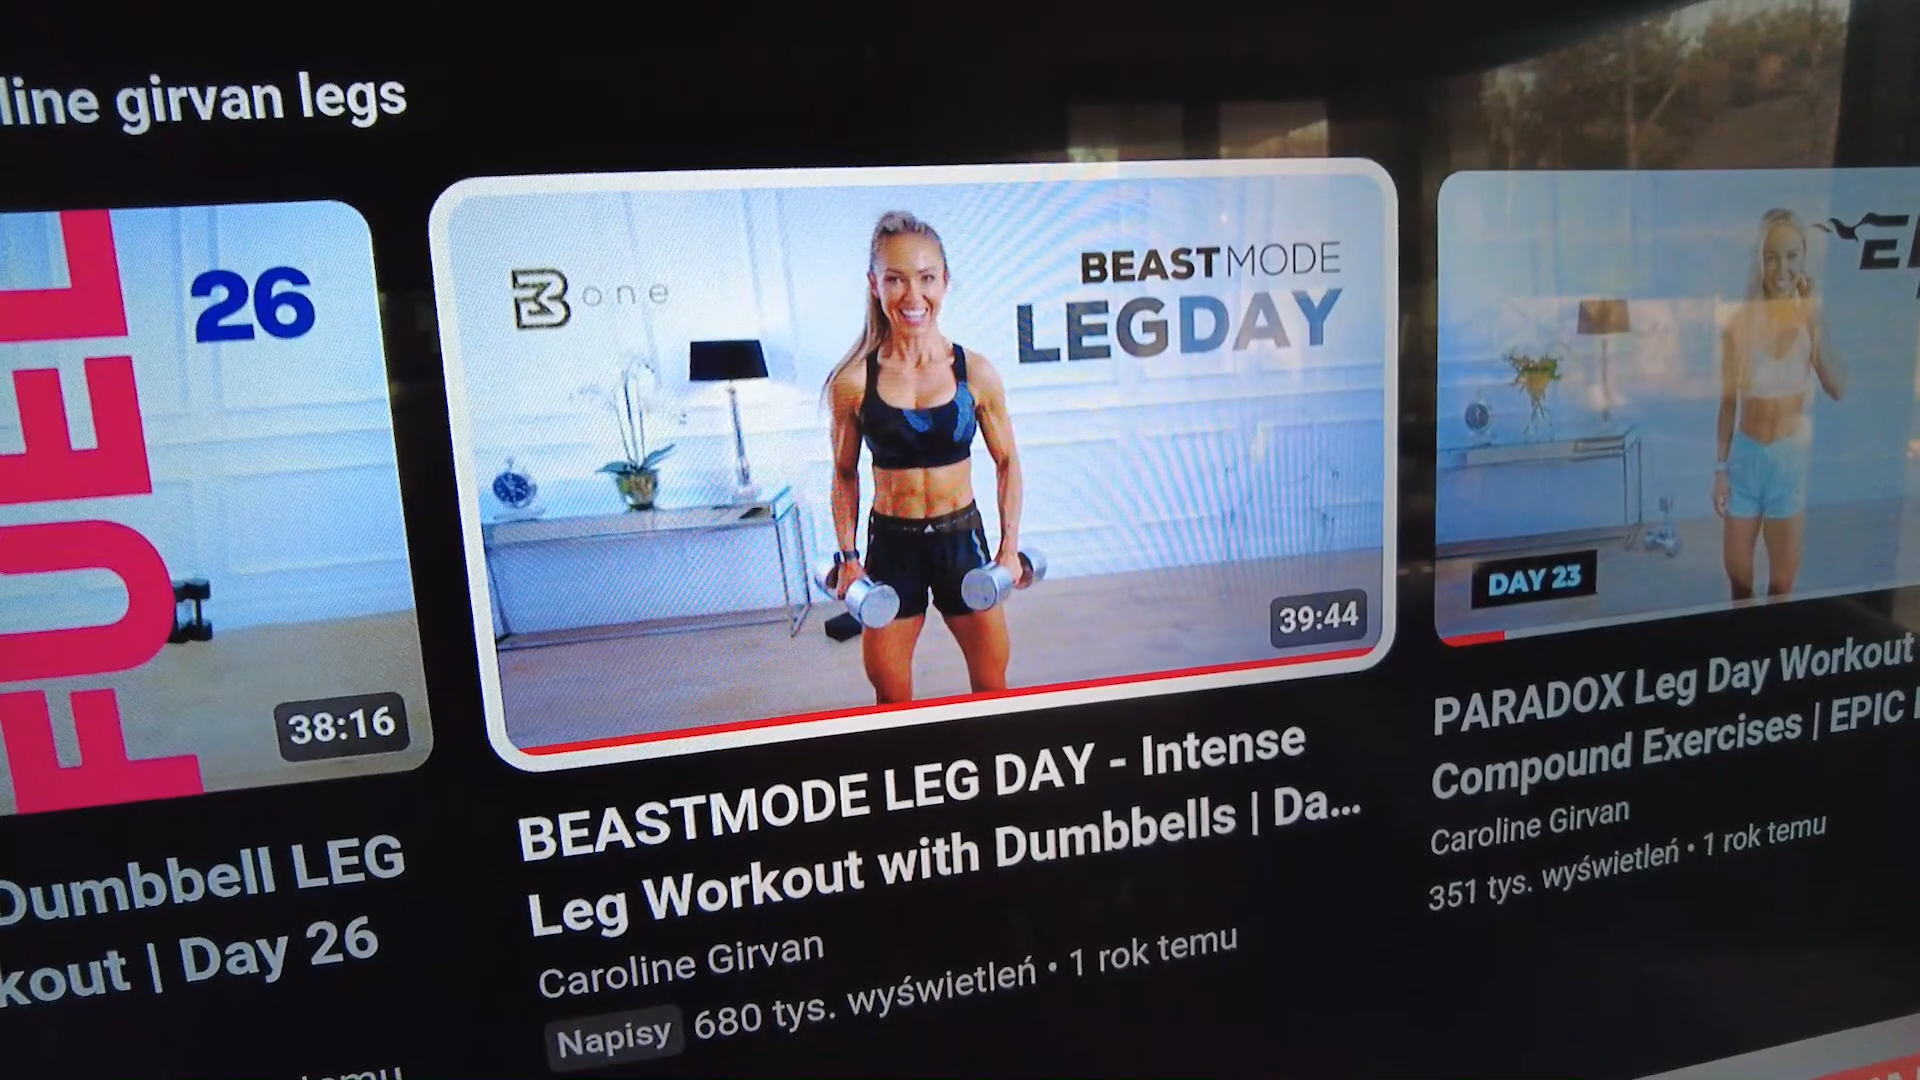 line girvan legs
FUEL
26
38:16
Dumbbell LEG
kout | Day 26
one
BEASTMODE
LEGDAY
39:44
BEASTMODE LEG DAY - Intense
Leg Workout with Dumbbells | Da...
Caroline Girvan
Napisy 680 tys. wyświetleń • 1 rok temu
DAY 23
PARADOX Leg Day Workout
Compound Exercises | EPIC
Caroline Girvan
351 tys. wyświetleń • 1 rok temu